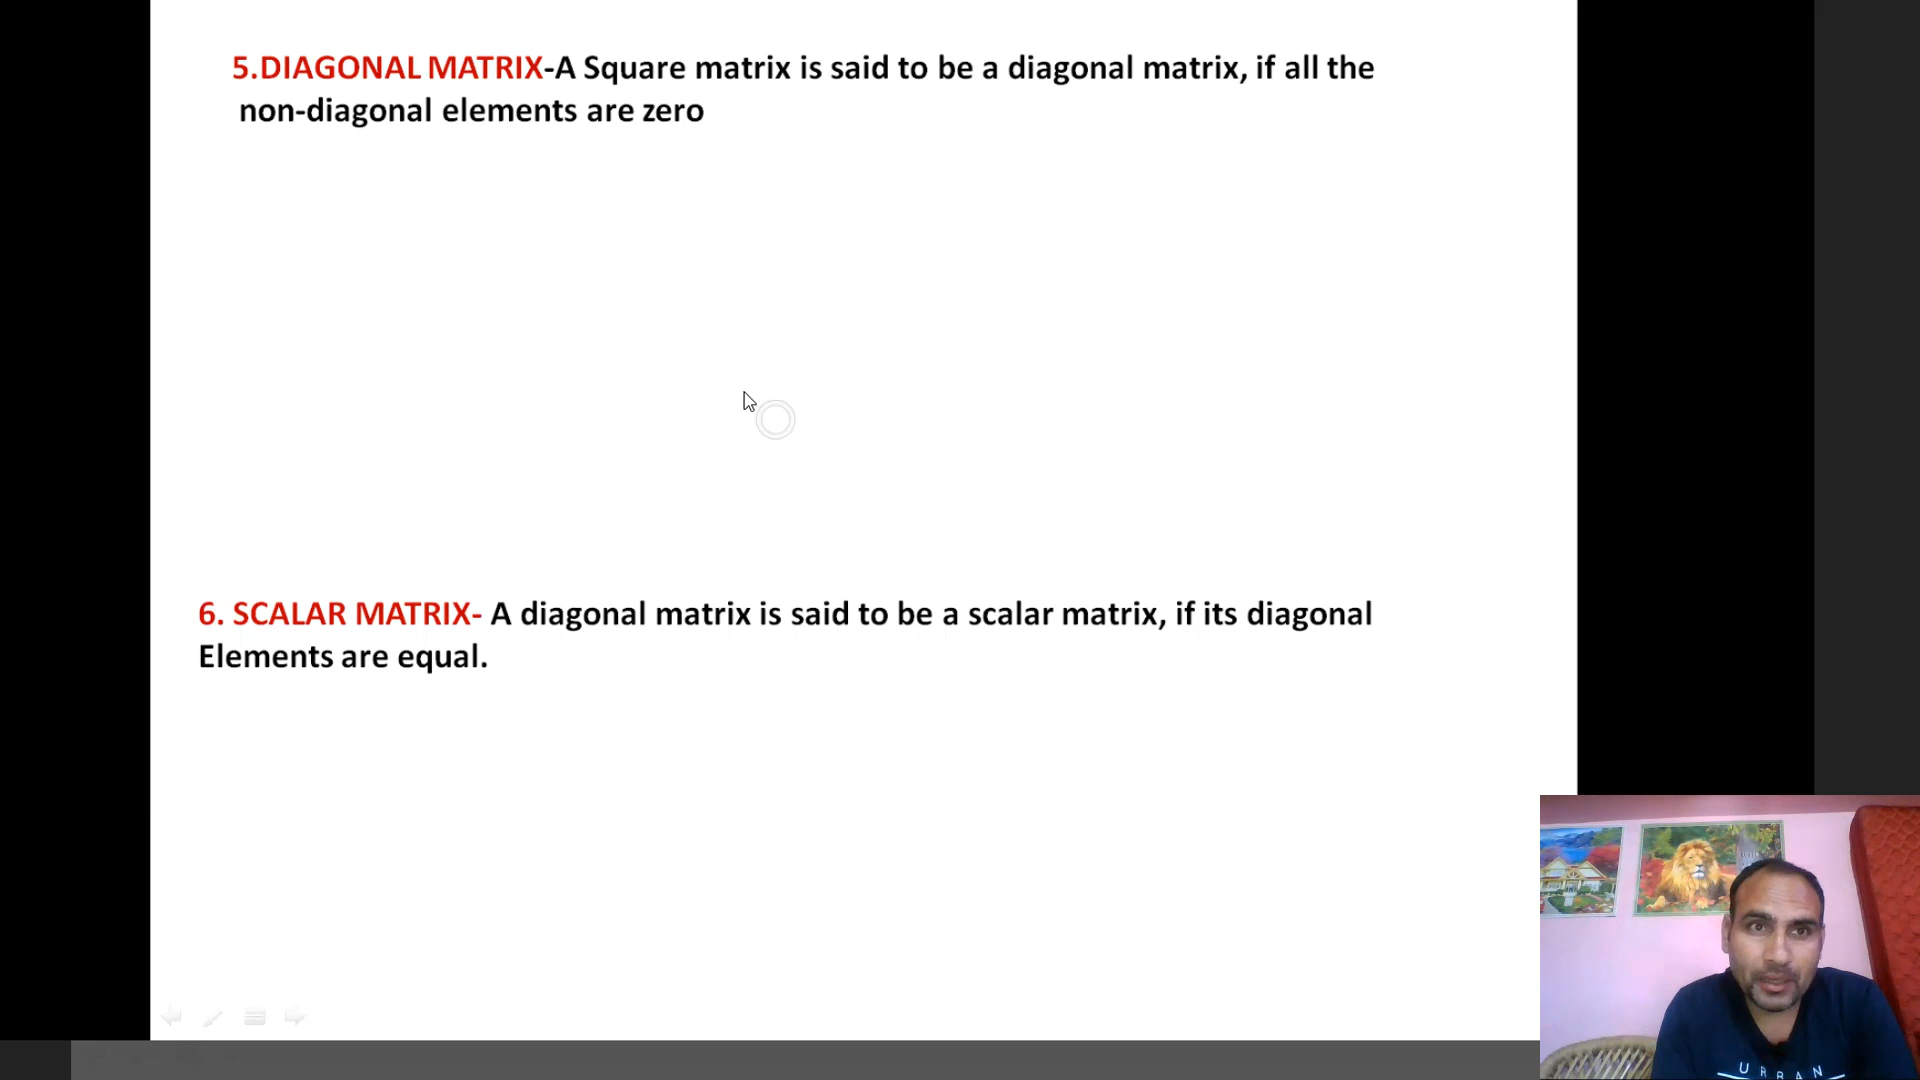 5.DIAGONAL MATRIX-A Square matrix is said to be a diagonal matrix, if all the
non-diagonal elements are zero
6. SCALAR MATRIX- A diagonal matrix is said to be a scalar matrix, if its diagonal
Elements are equal.
URBAN